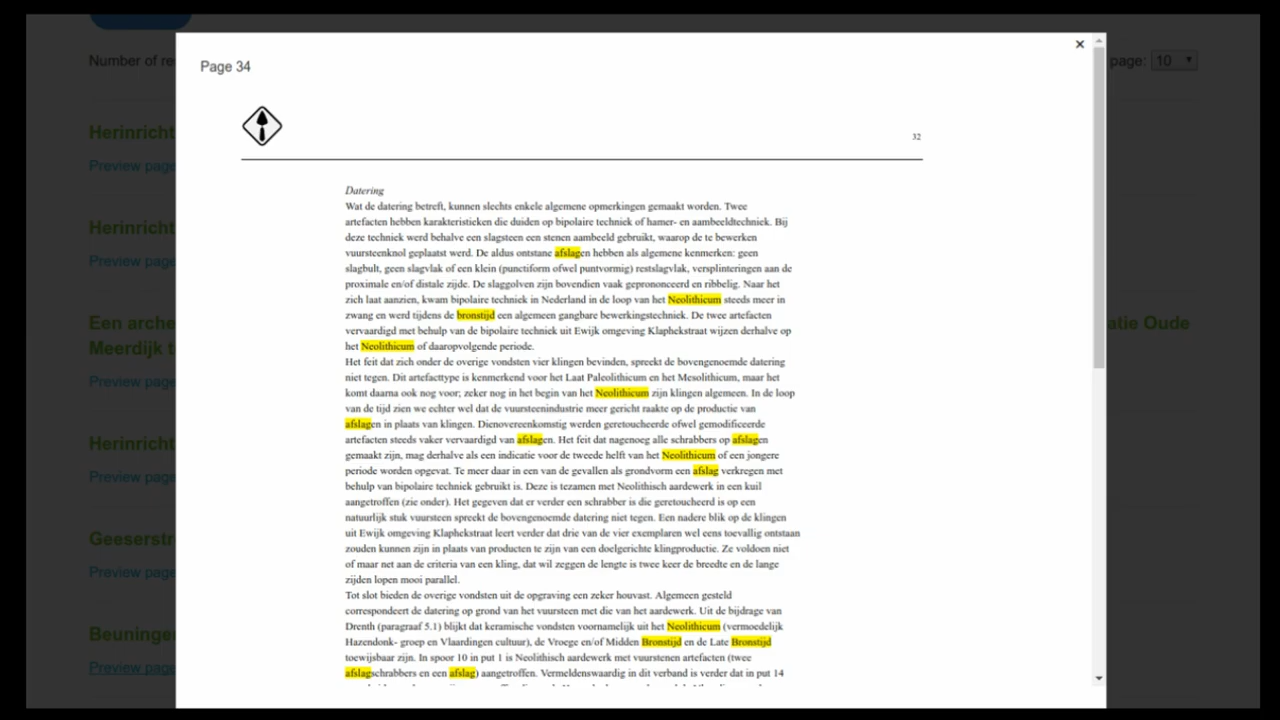 Number of re
page: 10
Page 34
×
Herinricht
Preview page
Herinricht
Preview page
Een arche
atie Oude
Meerdijk t
Preview page
Herinricht
Preview page
Geeserstr
Preview page
Beuninge
Preview page
32
Datering
Wat de datering betreft, kunnen slechts enkele algemene opmerkingen gemaakt worden. Twee
artefacten hebben karakteristieken die duiden op bipolaire techniek of hamer- en aambeeldtechniek. Bij
deze techniek werd behalve een slagsteen een stenen aambeeld gebruikt, waarop de te bewerken
vuursteenknol geplaatst werd. De aldus ontstane afslagen hebben als algemene kenmerken: geen
slagbult, geen slagvlak of een klein (punctiform ofwel puntvormig) restslagvlak, versplinteringen aan de
proximale en/of distale zijde. De slaggolven zijn bovendien vaak geprononceerd en ribbelig. Naar het
zich laat aanzien, kwam bipolaire techniek in Nederland in de loop van het Neolithicum steeds meer in
zwang en werd tijdens de bronstijd een algemeen gangbare bewerkingstechniek. De twee artefacten
vervaardigd met behulp van de bipolaire techniek uit Ewijk omgeving Klaphekstraat wijzen derhalve op
het Neolithicum of daaropvolgende periode.
Het feit dat zich onder de overige vondsten vier klingen bevinden, spreekt de bovengenoemde datering
niet tegen. Dit artefacttype is kenmerkend voor het Laat Paleolithicum en het Mesolithicum, maar het
komt daarna ook nog voor; zeker nog in het begin van het Neolithicum zijn klingen algemeen. In de loop
van de tijd zien we echter wel dat de vuursteenindustrie meer gericht raakte op de productie van
afslagen in plaats van klingen. Dienovereenkomstig werden geretoucheerde ofwel gemodificeerde
artefacten steeds vaker vervaardigd van afslagen. Het feit dat nagenoeg alle schrabbers op afslagen
gemaakt zijn, mag derhalve als een indicatie voor de tweede helft van het Neolithicum of een jongere
periode worden opgevat. Te meer daar in een van de gevallen als grondvorm een afslag verkregen met
behulp van bipolaire techniek gebruikt is. Deze is tezamen met Neolithisch aardewerk in een kuil
aangetroffen (zie onder). Het gegeven dat er verder een schrabber is die geretoucheerd is op een
natuurlijk stuk vuursteen spreekt de bovengenoemde datering niet tegen. Een nadere blik op de klingen
uit Ewijk omgeving Klaphekstraat leert verder dat drie van de vier exemplaren wel eens toevallig ontstaan
zouden kunnen zijn in plaats van producten te zijn van een doelgerichte klingproductie. Ze voldoen niet
of maar net aan de criteria van een kling, dat wil zeggen de lengte is twee keer de breedte en de lange
zijden lopen mooi parallel.
Tot slot bieden de overige vondsten uit de opgraving een zeker houvast. Algemeen gesteld
correspondeert de datering op grond van het vuursteen met die van het aardewerk. Uit de bijdrage van
Drenth (paragraaf 5.1) blijkt dat keramische vondsten voornamelijk uit het Neolithicum (vermoedelijk
Hazendonk- groep en Vlaardingen cultuur), de Vroege en/of Midden Bronstijd en de Late Bronstijd
toewijsbaar zijn. In spoor 10 in put 1 is Neolithisch aardewerk met vuurstenen artefacten (twee
afslagschrabbers en een afslag) aangetroffen. Vermeldenswaardig in dit verband is verder dat in put 14